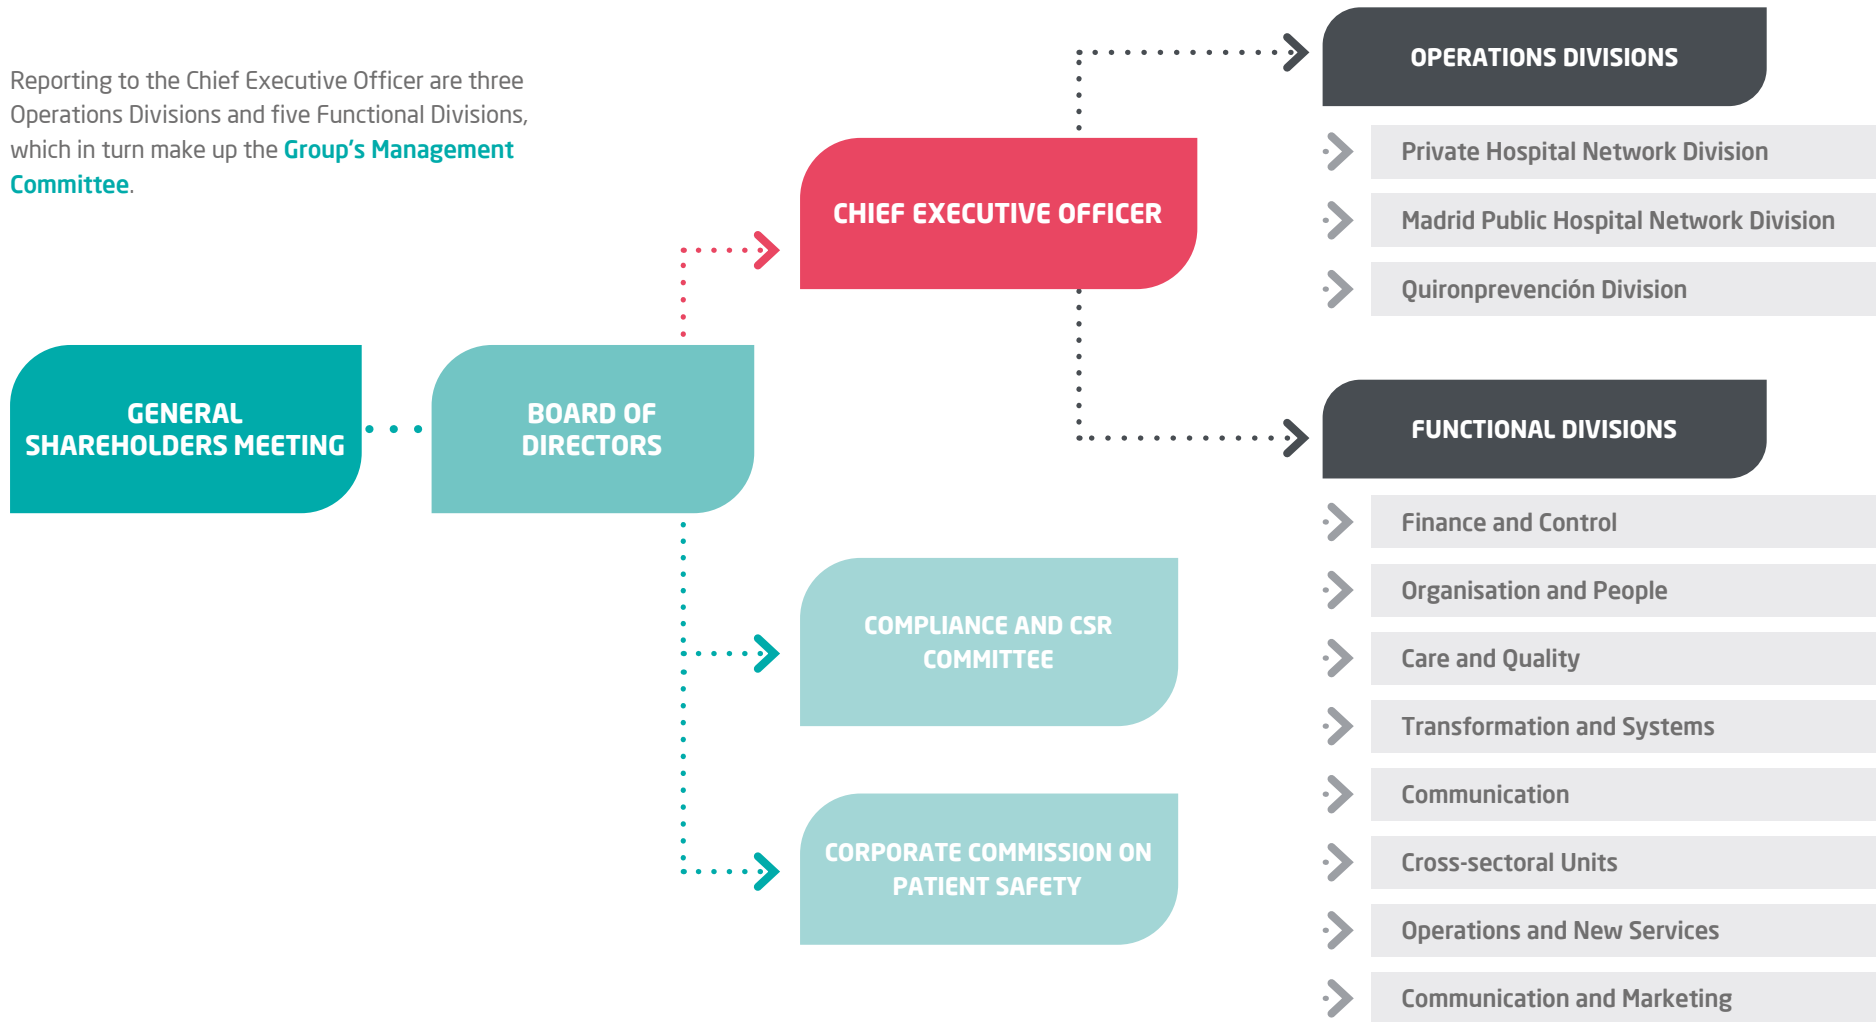 Reporting to the Chief Executive Officer are three
Operations Divisions and five Functional Divisions,
which in turn make up the Group's Management
Committee.
GENERAL
SHAREHOLDERS MEETING
BOARD OF
DIRECTORS
CHIEF EXECUTIVE OFFICER
COMPLIANCE AND CSR
COMMITTEE
CORPORATE COMMISSION ON
PATIENT SAFETY
OPERATIONS DIVISIONS
Private Hospital Network Division
Madrid Public Hospital Network Division
Quironprevención Division
FUNCTIONAL DIVISIONS
Finance and Control
Organisation and People
Care and Quality
Transformation and Systems
Communication
Cross-sectoral Units
Operations and New Services
Communication and Marketing